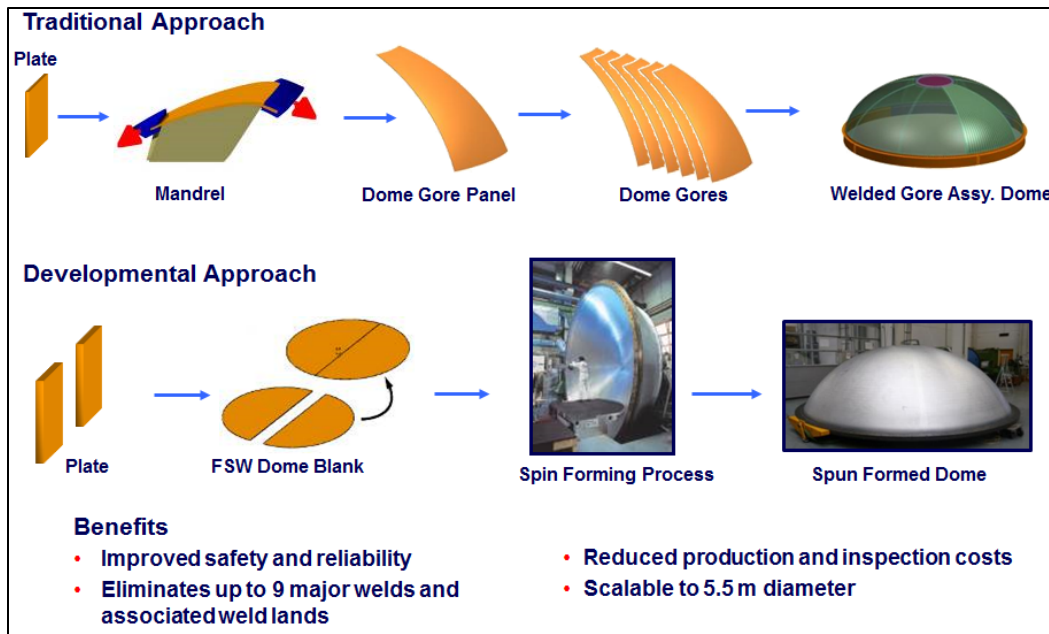 Traditional Approach
Plate
Mandrel
Dome Gore Panel
Dome Gores
Welded Gore Assy. Dome
Developmental Approach
Plate
FSW Dome Blank
Spin Forming Process
Spun Formed Dome
Benefits
• Improved safety and reliability
• Eliminates up to 9 major welds and
associated weld lands
• Reduced production and inspection costs
• Scalable to 5.5 m diameter